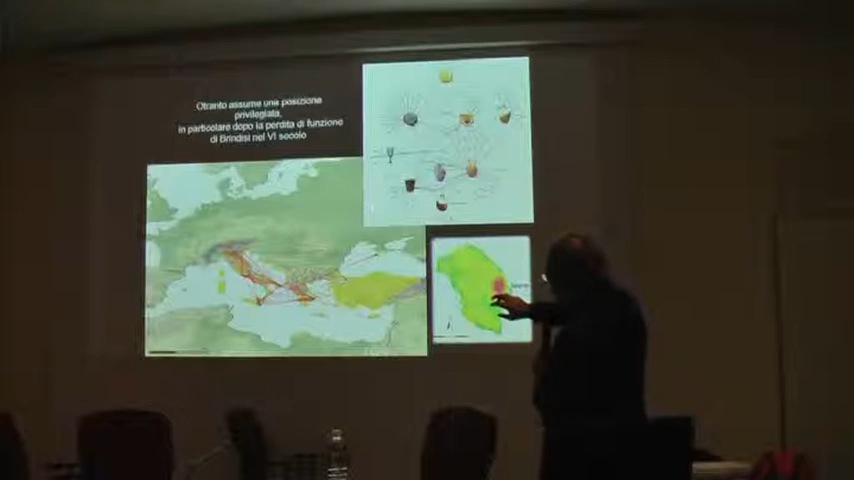 Otranto assume una posizione
privilegiata,
in particolare dopo la perdita di funzione
di Brindisi nel VI secolo